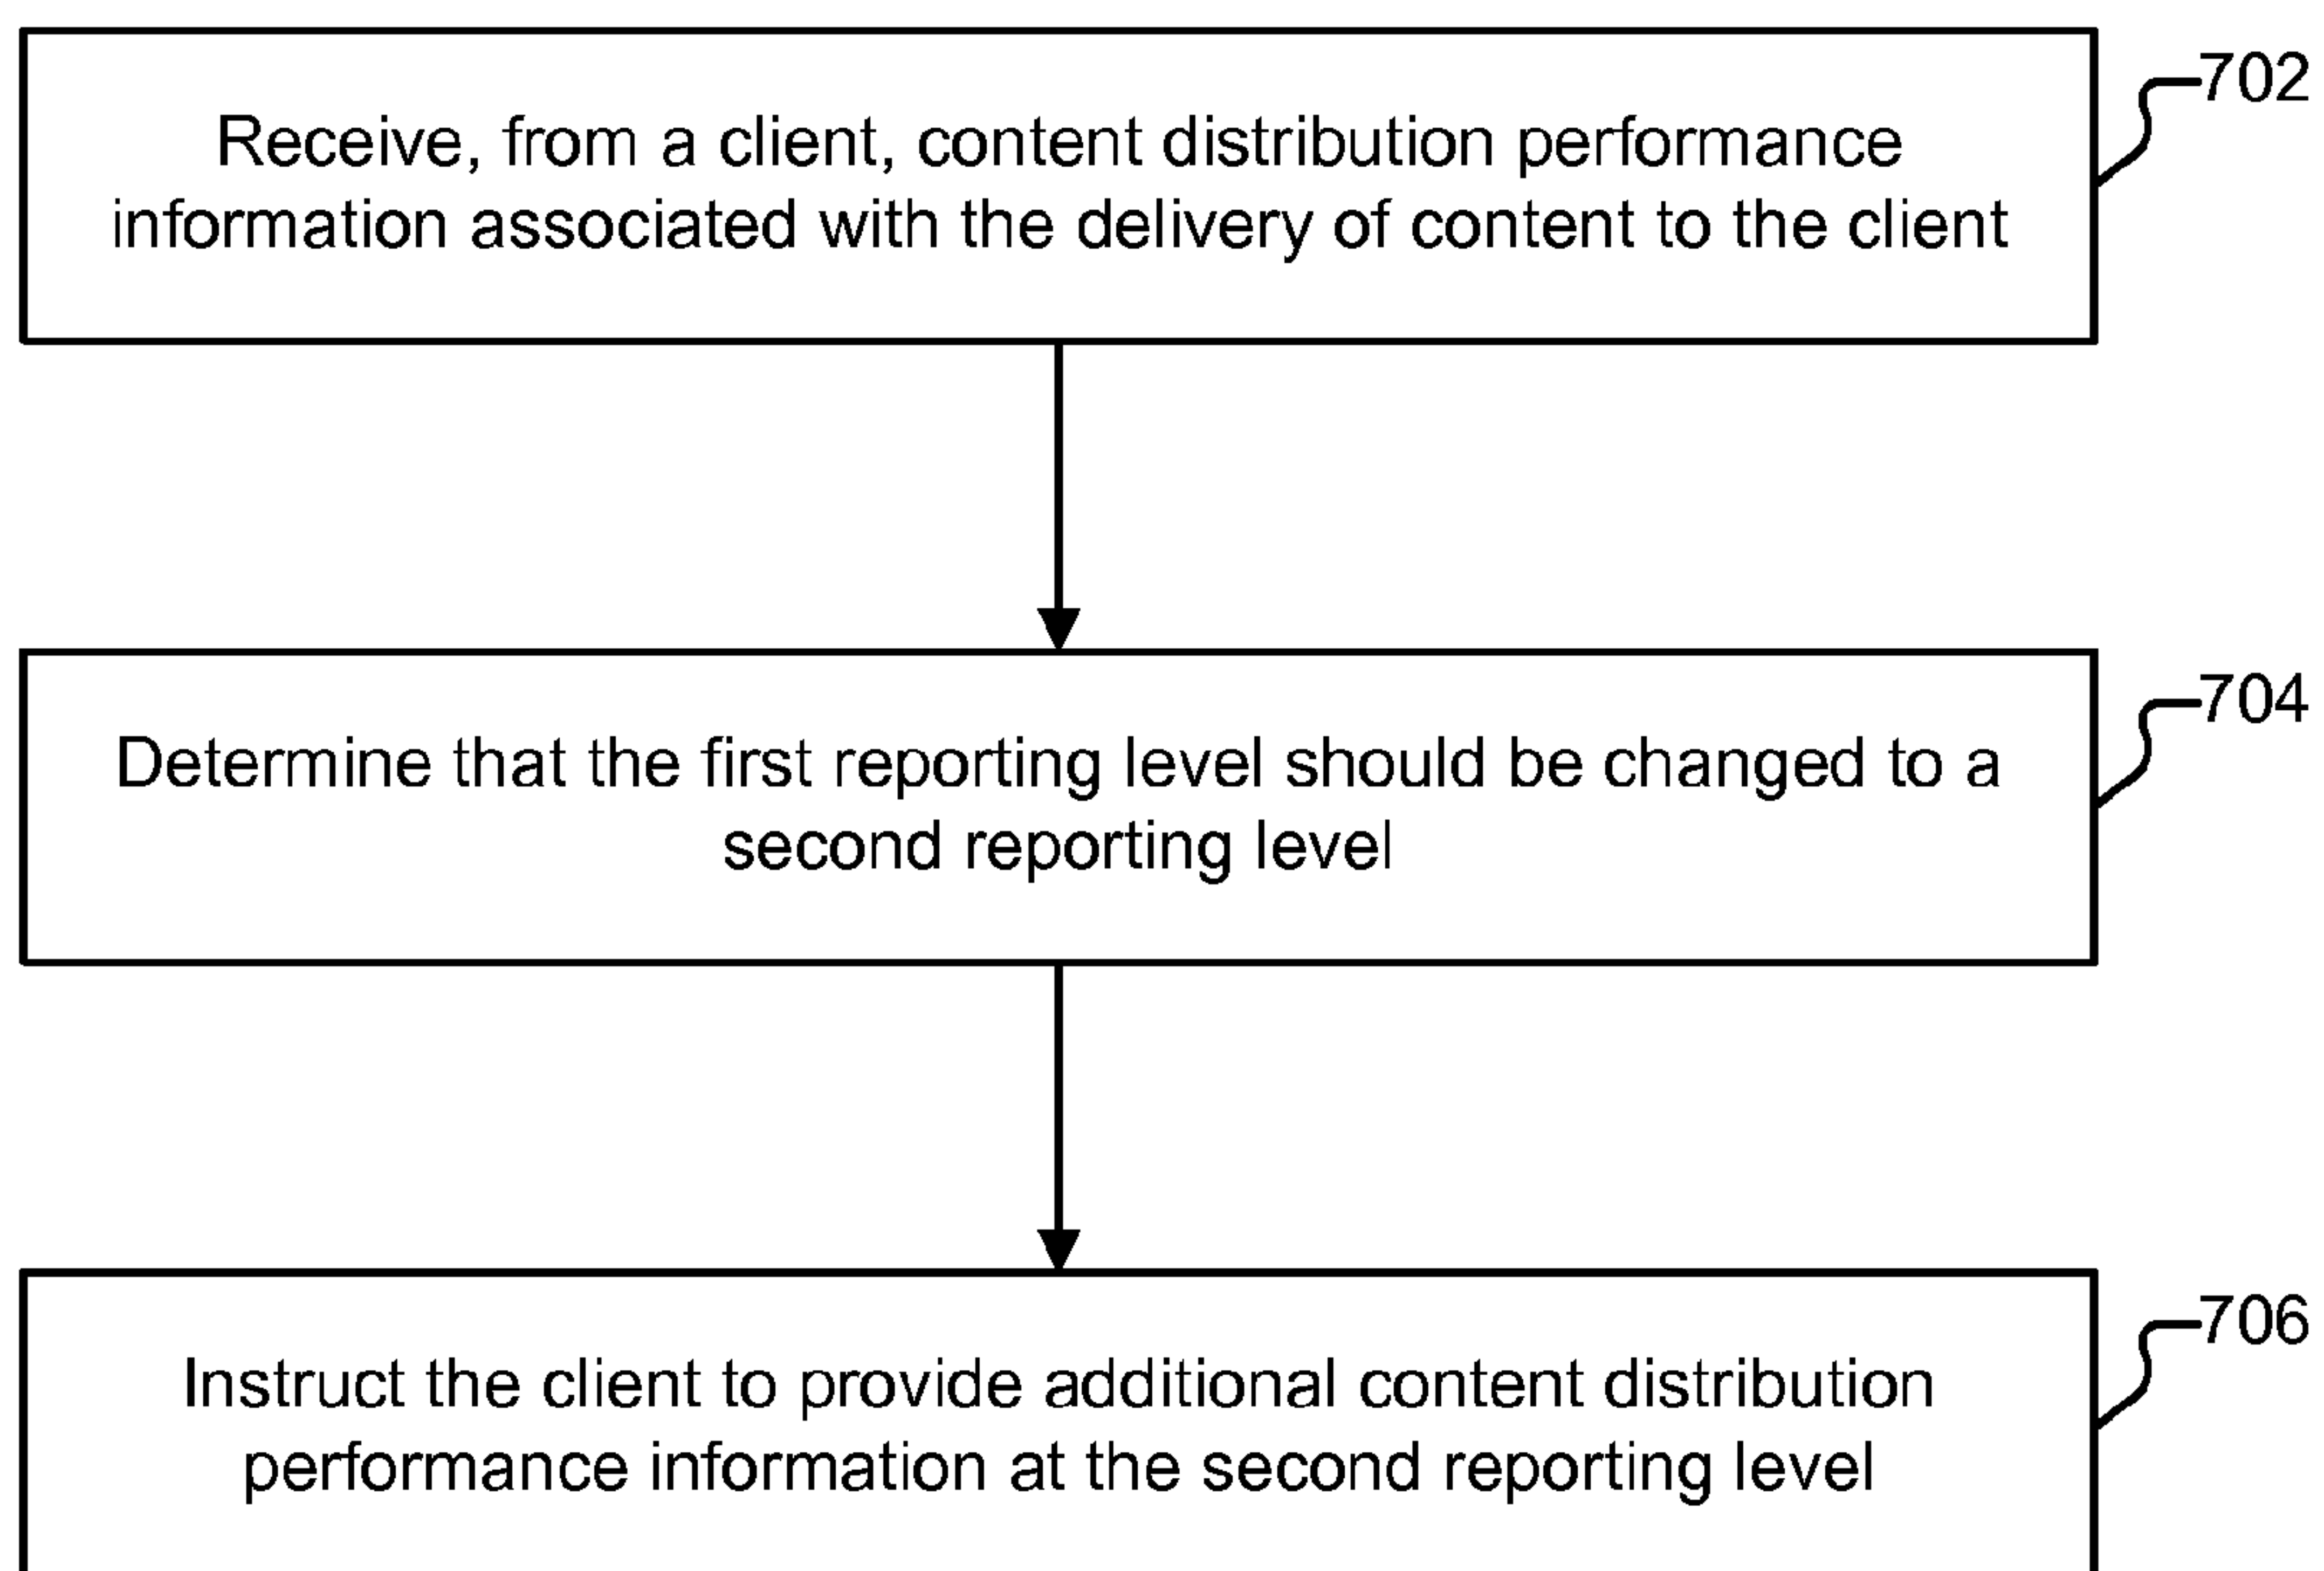 702
Receive, from a client, content distribution performance
information associated with the delivery of content to the client
704
Determine that the first reporting level should be changed to a
second reporting level
706
Instruct the client to provide additional content distribution
performance information at the second reporting level